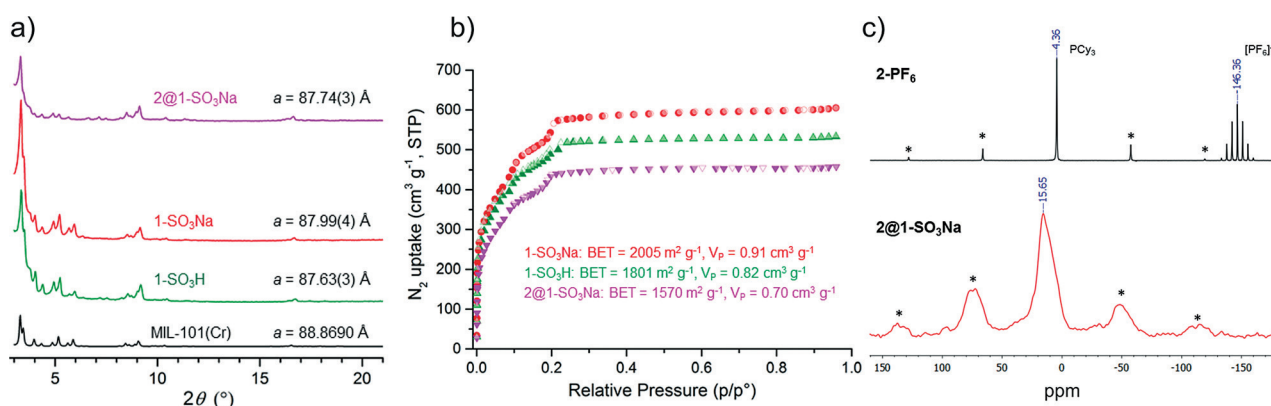 a)
2@1-SO₃Na a = 87.74(3) Å
1-SO₃Na a = 87.99(4) Å
1-SO₃H a = 87.63(3) Å
MIL-101(Cr) a = 88.8690 Å
5 10 15 20
2θ (°)
b)
N₂ uptake (cm³ g⁻¹, STP)
700
600
500
400
300
200
100
0
1-SO₃Na: BET = 2005 m² g⁻¹, Vₚ = 0.91 cm³ g⁻¹
1-SO₃H: BET = 1801 m² g⁻¹, Vₚ = 0.82 cm³ g⁻¹
2@1-SO₃Na: BET = 1570 m² g⁻¹, Vₚ = 0.70 cm³ g⁻¹
0.0 0.2 0.4 0.6 0.8 1.0
Relative Pressure (p/p°)
c)
2-PF₆
4.36
PCy₃
146.36
[PF₆]⁻
* * * *
2@1-SO₃Na
15.65
* * * *
150 100 50 0 -50 -100 -150
ppm